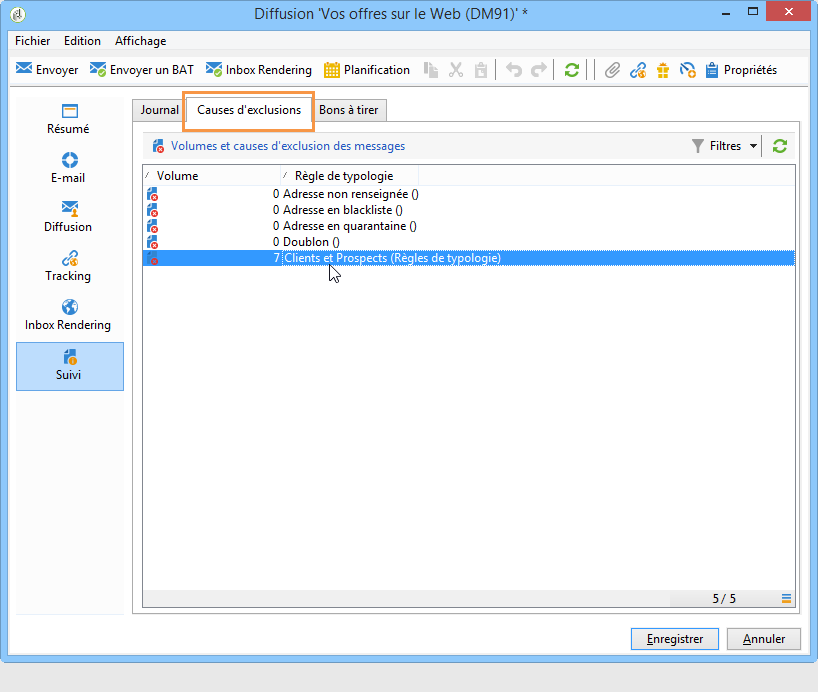 Diffusion 'Vos offres sur le Web (DM91)' *
Fichier Edition Affichage
Envoyer Envoyer un BAT Inbox Rendering Planification Propriétés
Résumé
E-mail
Diffusion
Tracking
Inbox Rendering
Suivi
Journal Causes d'exclusions Bons à tirer
Volumes et causes d'exclusion des messages Filtres
Volume Règle de typologie
0 Adresse non renseignée ()
0 Adresse en blackliste ()
0 Adresse en quarantaine ()
0 Doublon ()
7 Clients et Prospects (Règles de typologie)
5 / 5
Enregistrer Annuler